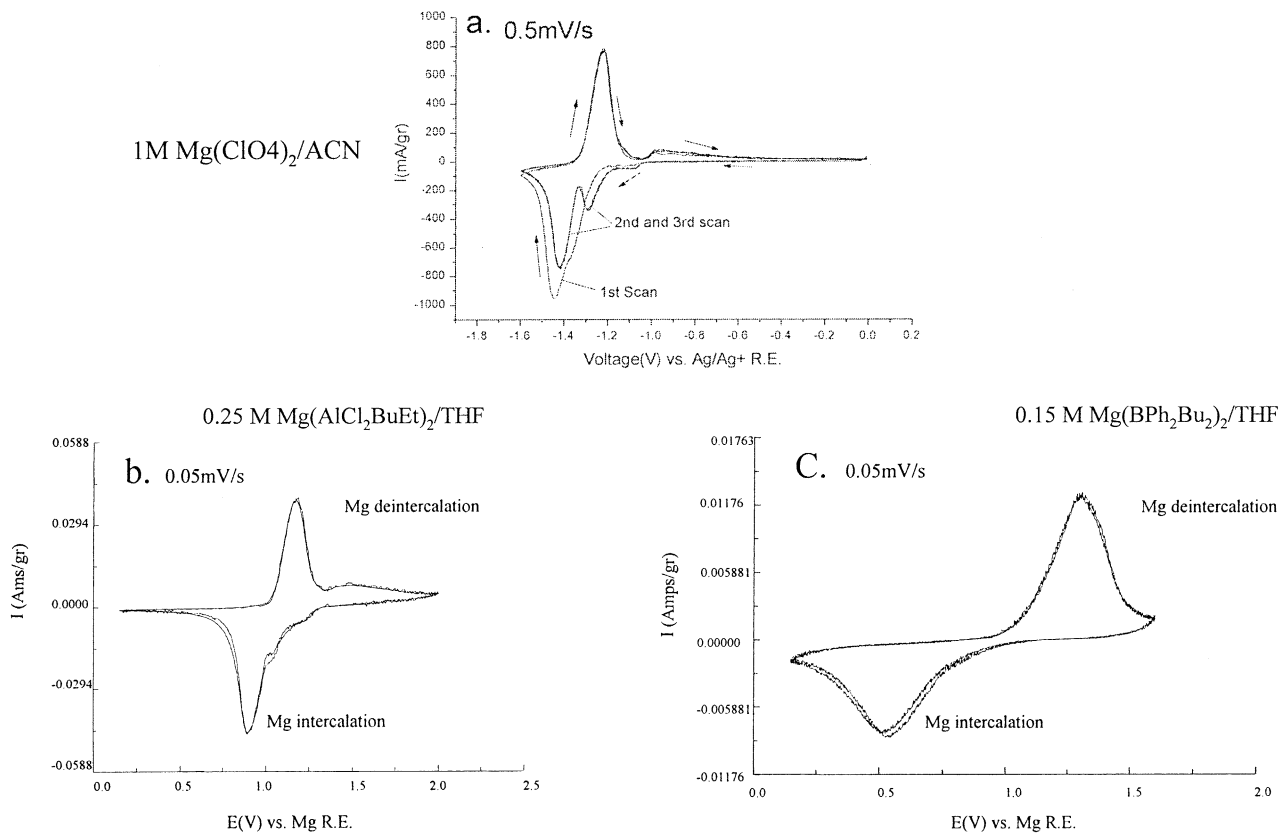 a. 0.5mV/s
1M Mg(ClO4)2/ACN
I(mA/gr)
1000
800
600
400
200
0
-200
-400
-600
-800
-1000
2nd and 3rd scan
1st Scan
-1.8 -1.6 -1.4 -1.2 -1.0 -0.8 -0.6 -0.4 -0.2 0.0 0.2
Voltage(V) vs. Ag/Ag+ R.E.
0.25 M Mg(AlCl2BuEt)2/THF
b. 0.05mV/s
I (Ams/gr)
0.0588
0.0294
0.0000
-0.0294
-0.0588
Mg deintercalation
Mg intercalation
0.0 0.5 1.0 1.5 2.0 2.5
E(V) vs. Mg R.E.
0.15 M Mg(BPh2Bu2)2/THF
C. 0.05mV/s
I (Amps/gr)
0.01763
0.01176
0.005881
0.00000
-0.005881
-0.01176
Mg deintercalation
Mg intercalation
0.0 0.5 1.0 1.5 2.0
E(V) vs. Mg R.E.